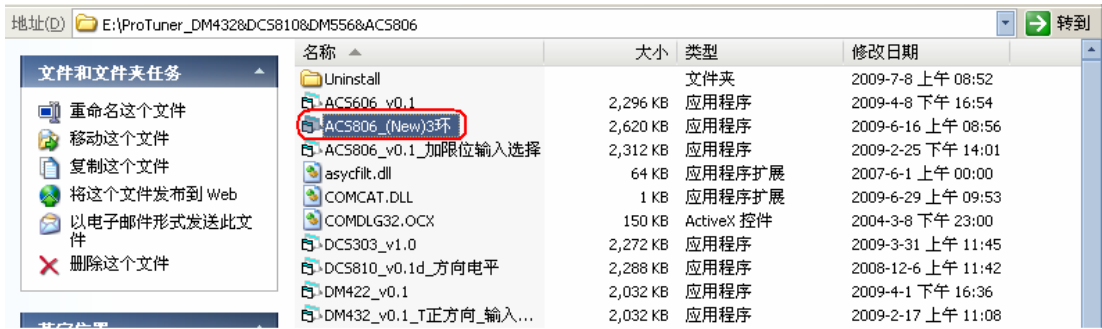 地址(D) E:\ProTuner_DM432&DCS810&DM556&ACS806 转到
名称 大小 类型 修改日期
文件和文件夹任务
重命名这个文件
移动这个文件
复制这个文件
将这个文件发布到 Web
以电子邮件形式发送此文
件
删除这个文件
Uninstall 文件夹 2009-7-8 上午 08:52
ACS606_v0.1 2,296 KB 应用程序 2009-4-8 下午 16:54
ACS806_(New)3环 2,620 KB 应用程序 2009-6-16 上午 08:56
ACS806_v0.1_加限位输入选择 2,312 KB 应用程序 2009-2-25 下午 14:01
asycfilt.dll 64 KB 应用程序扩展 2007-6-1 上午 00:00
COMCAT.DLL 1 KB 应用程序扩展 2009-6-29 上午 09:53
COMDLG32.OCX 150 KB ActiveX 控件 2004-3-8 下午 23:00
DCS303_v1.0 2,272 KB 应用程序 2009-3-31 上午 11:45
DCS810_v0.1d_方向电平 2,288 KB 应用程序 2008-12-6 上午 11:42
DM422_v0.1 2,032 KB 应用程序 2009-4-1 下午 16:36
DM432_v0.1_T正方向_输入... 2,032 KB 应用程序 2009-2-17 上午 11:08